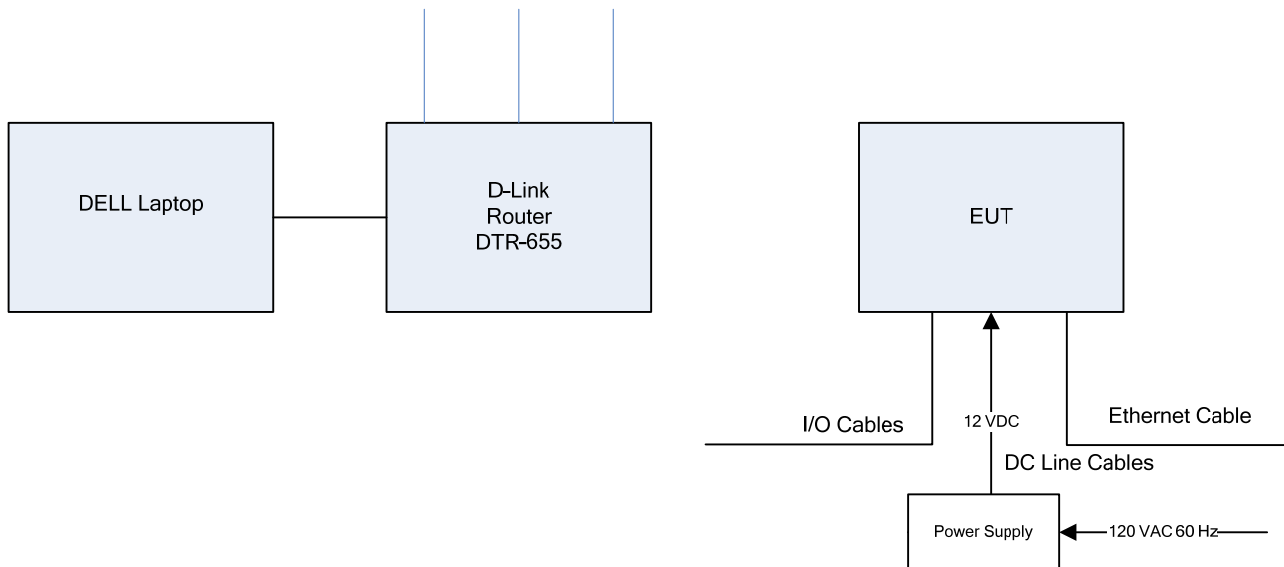 DELL Laptop
D-Link
Router
DTR-655
EUT
I/O Cables
12 VDC
Ethernet Cable
DC Line Cables
Power Supply
120 VAC 60 Hz